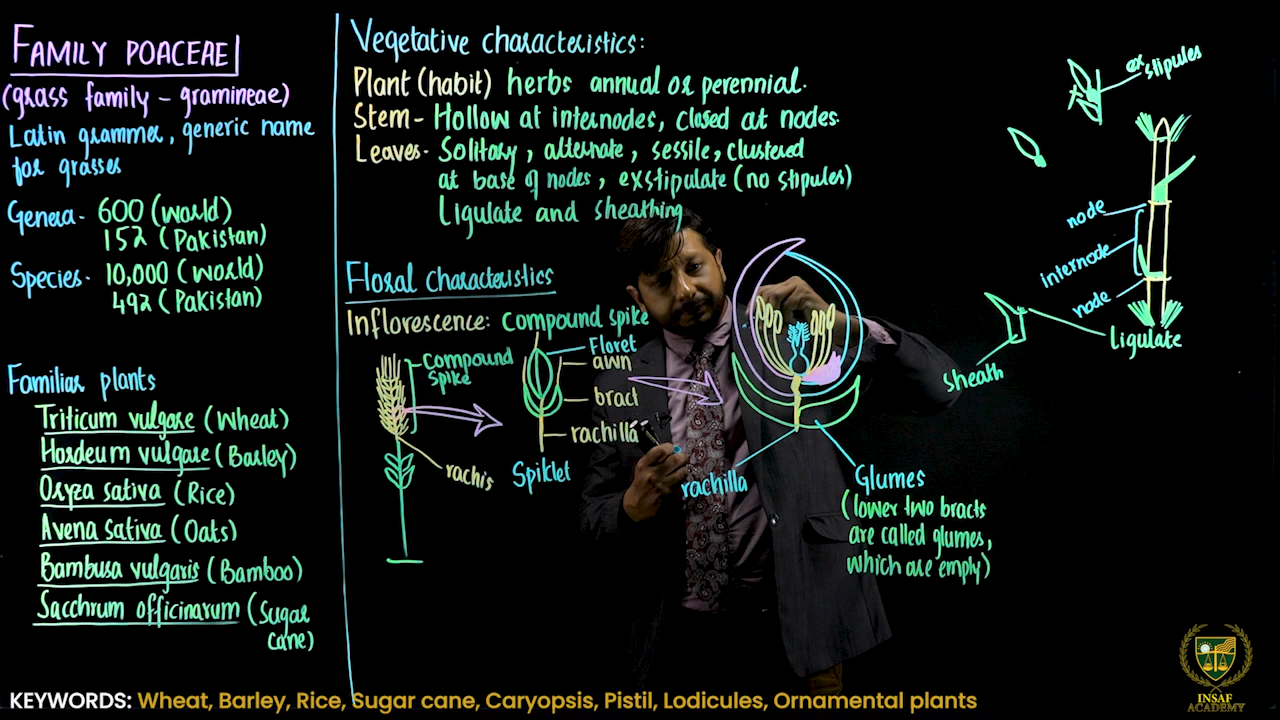 FAMILY POACEAE
(grass family - gramineae)
Latin grammer, generic name
for grasses
Genera - 600 (world)
152 (Pakistan)
Species - 10,000 (world)
492 (Pakistan)
Familiar plants
Triticum vulgare (Wheat)
Hordeum vulgare (Barley)
Oryza sativa (Rice)
Avena sativa (Oats)
Bambusa vulgaris (Bamboo)
Sacchrum officinarum (Sugar
cane)
Vegetative characteristics:
Plant (habit) herbs annual or perennial.
Stem - Hollow at internodes, closed at nodes.
Leaves - Solitary, alternate, sessile, clustered
at base of nodes, exstipulate (no stipules)
Ligulate and sheathing
Floral characteristics
Inflorescence: compound spike
Compound
spike
rachis
Floret
awn
bract
rachilla
Spiklet
rachilla
Glumes
(lower two bracts
are called glumes,
which are empty)
ex stipules
node
internode
node
Ligulate
sheath
KEYWORDS: Wheat, Barley, Rice, Sugar cane, Caryopsis, Pistil, Lodicules, Ornamental plants
INSAF
ACADEMY